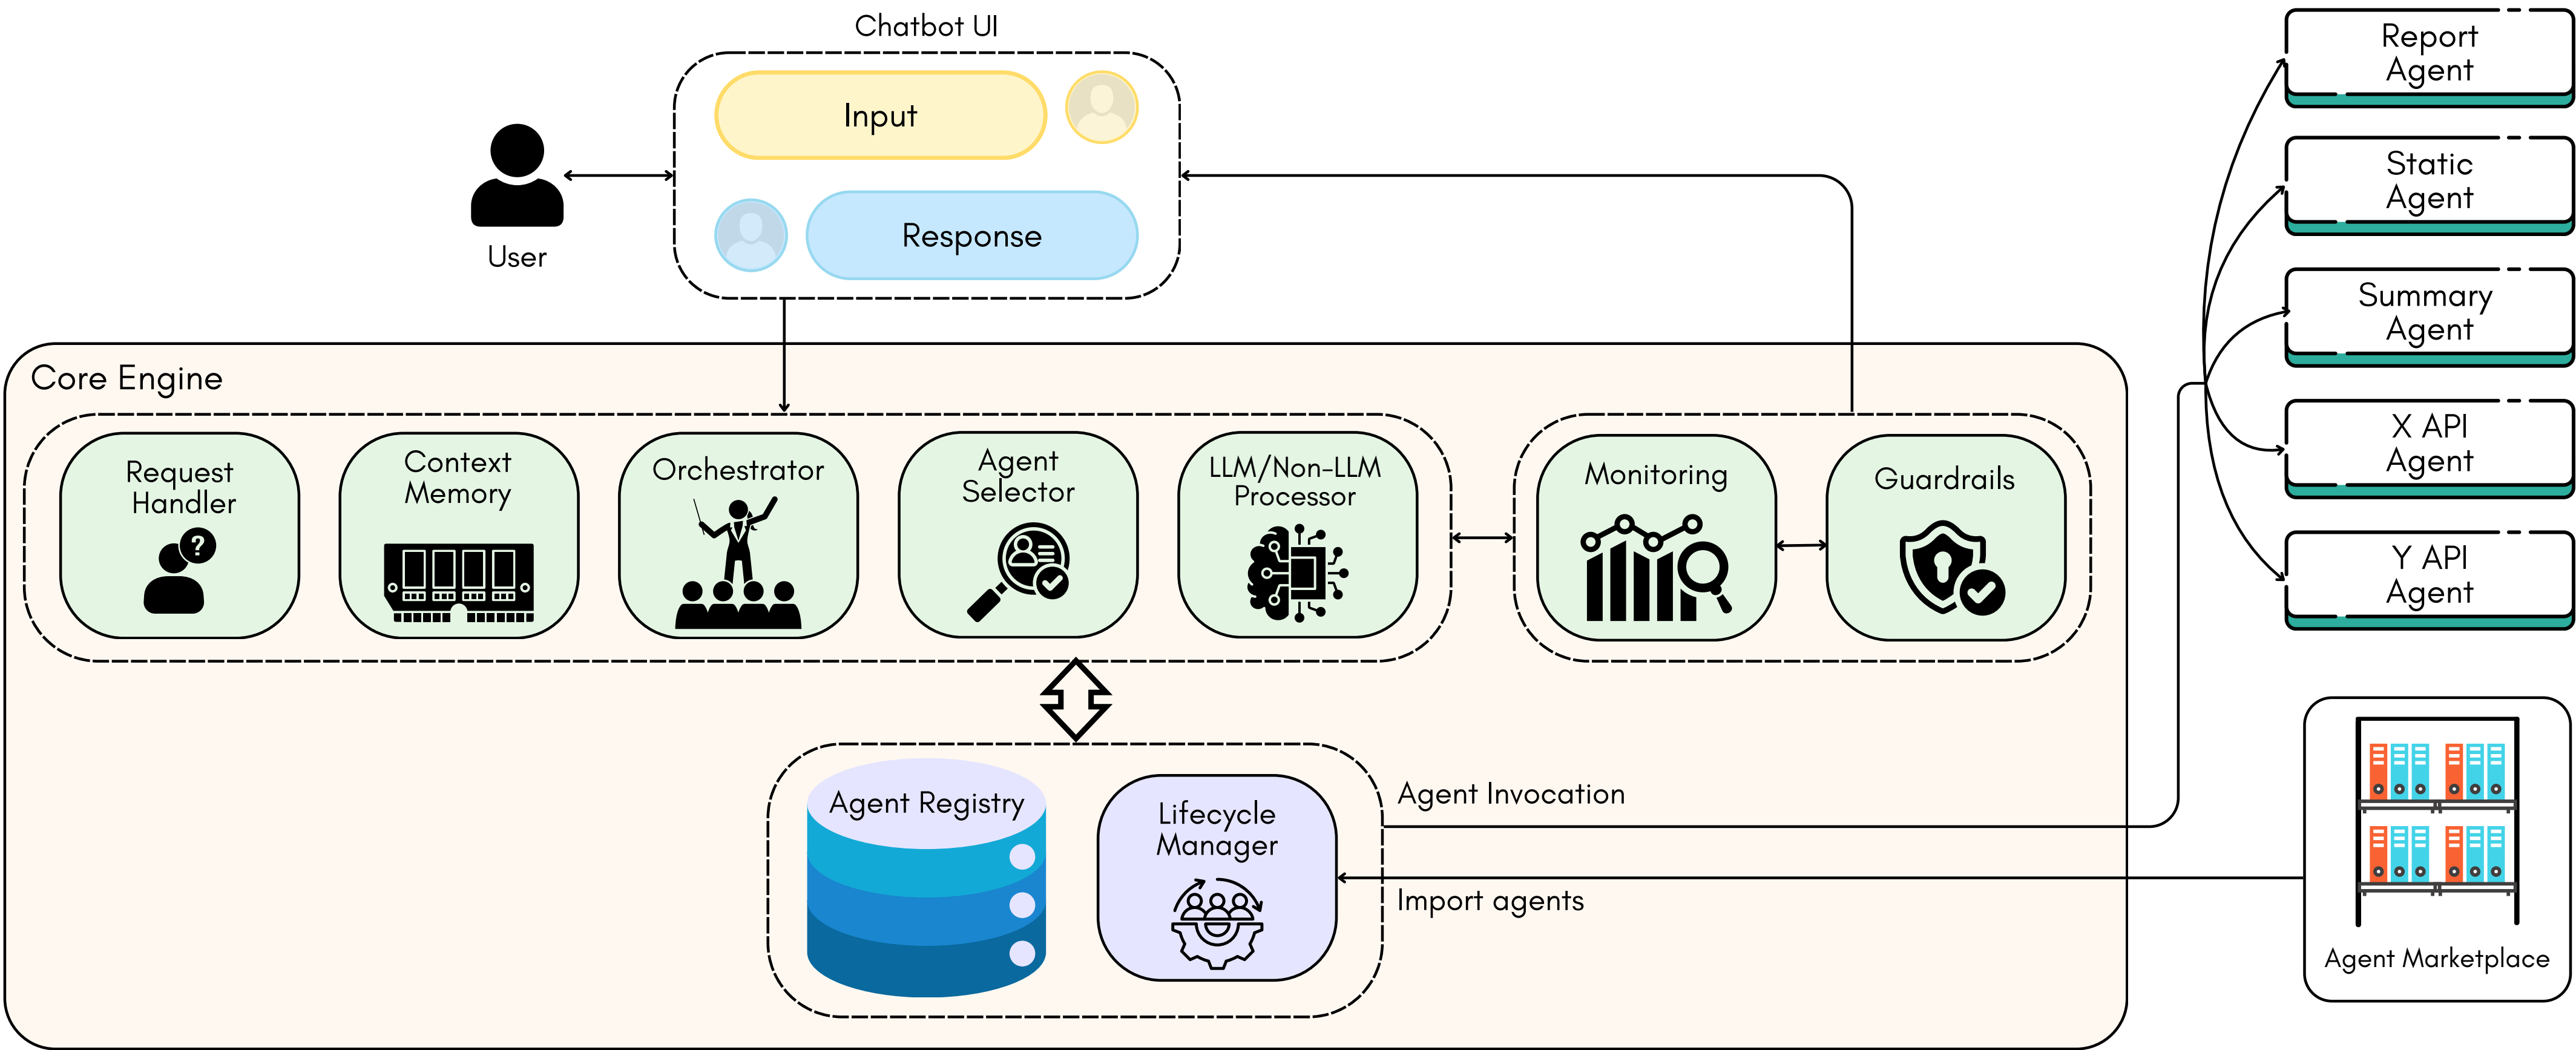 Chatbot UI
Input
Response
User
Core Engine
Request
Handler
?
Context
Memory
Orchestrator
Agent
Selector
LLM/Non-LLM
Processor
Monitoring
Guardrails
Agent Registry
Lifecycle
Manager
Agent Invocation
Import agents
Report
Agent
Static
Agent
Summary
Agent
X API
Agent
Y API
Agent
Agent Marketplace